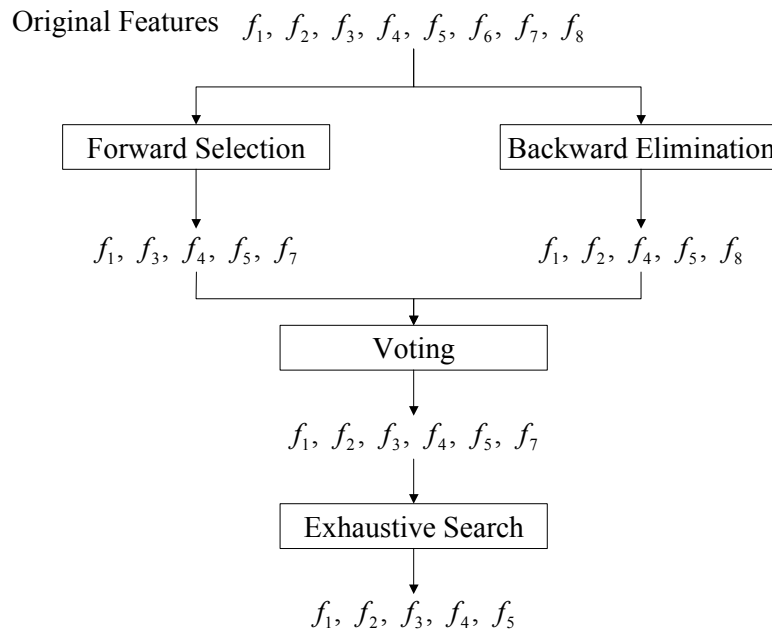 Original Features f₁, f₂, f₃, f₄, f₅, f₆, f₇, f₈
Forward Selection
Backward Elimination
f₁, f₃, f₄, f₅, f₇
f₁, f₂, f₄, f₅, f₈
Voting
f₁, f₂, f₃, f₄, f₅, f₇
Exhaustive Search
f₁, f₂, f₃, f₄, f₅